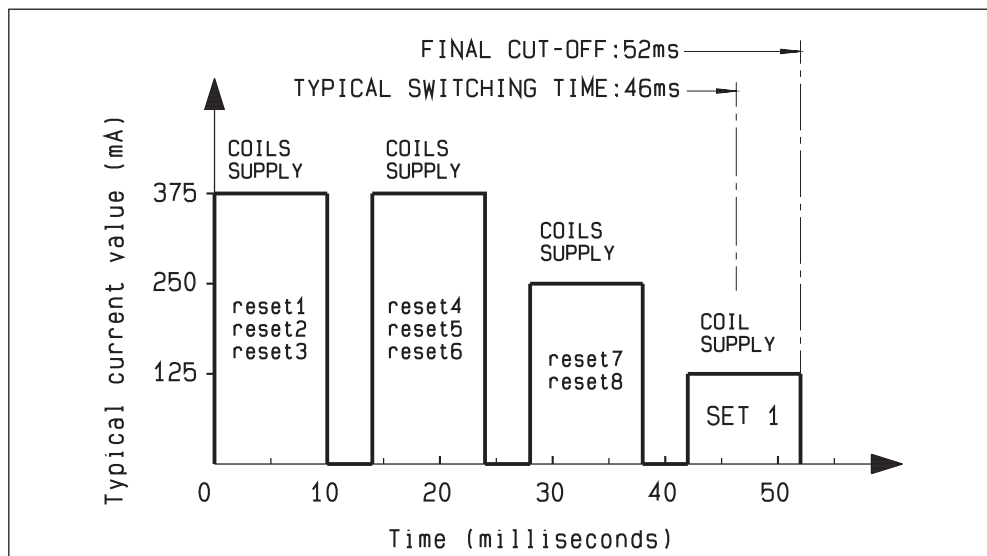 FINAL CUT-OFF:52ms
TYPICAL SWITCHING TIME:46ms
Typical current value (mA)
COILS
SUPPLY
COILS
SUPPLY
COILS
SUPPLY
COIL
SUPPLY
375
250
125
reset1
reset2
reset3
reset4
reset5
reset6
reset7
reset8
SET 1
0 10 20 30 40 50
Time (milliseconds)